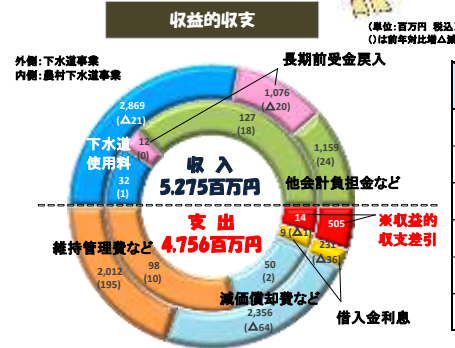 収益的収支
(単位：百万円 税込
()は前年対比増△減
外側：下水道事業
内側：農村下水道事業
長期前受金戻入
2,869
(△21)
1,076
(△20)
127
(18)
12
(0)
下水道
使用料
1,159
(24)
32
(1)
収 入
5.275百万円
他会計負担金など
支 出
4.756百万円
14
505
※収益的
収支差引
9 (△1)
231
(△36)
維持管理費など
2,012
(195)
98
(10)
50
(2)
減価償却費など
2,356
(△64)
借入金利息